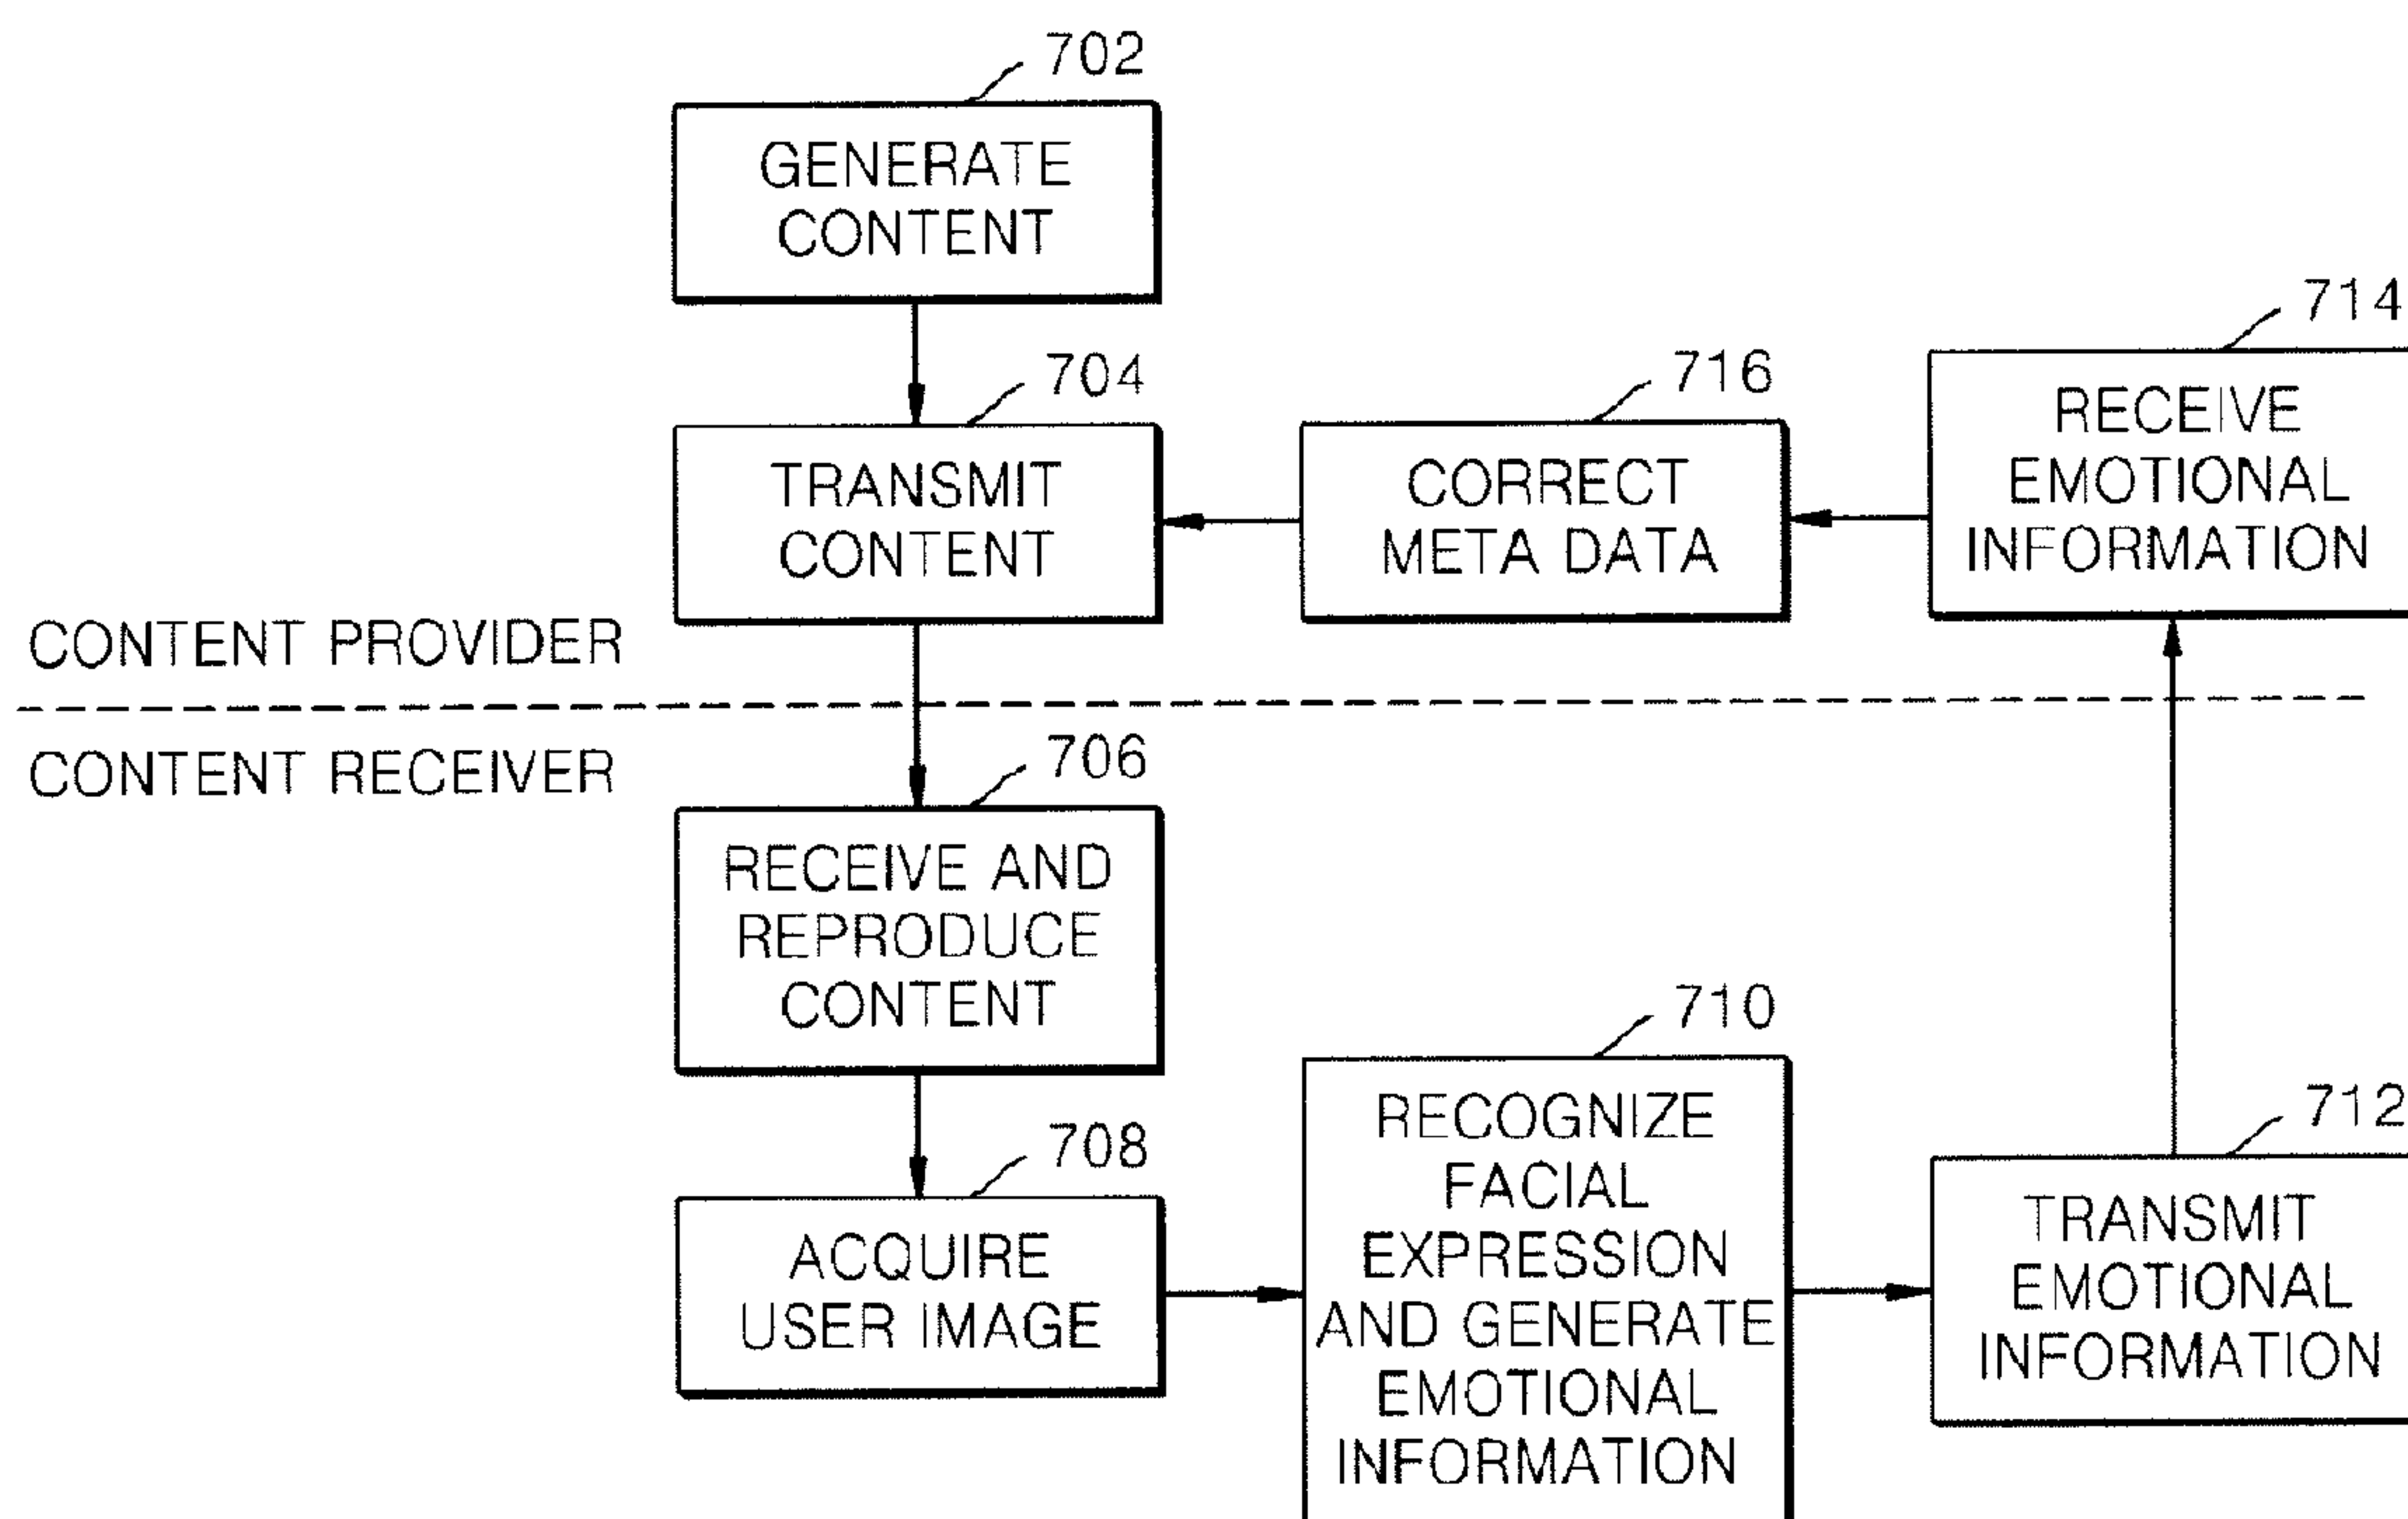 702
GENERATE
CONTENT
704
TRANSMIT
CONTENT
716
CORRECT
META DATA
714
RECEIVE
EMOTIONAL
INFORMATION
CONTENT PROVIDER
CONTENT RECEIVER
706
RECEIVE AND
REPRODUCE
CONTENT
708
ACQUIRE
USER IMAGE
710
RECOGNIZE
FACIAL
EXPRESSION
AND GENERATE
EMOTIONAL
INFORMATION
712
TRANSMIT
EMOTIONAL
INFORMATION